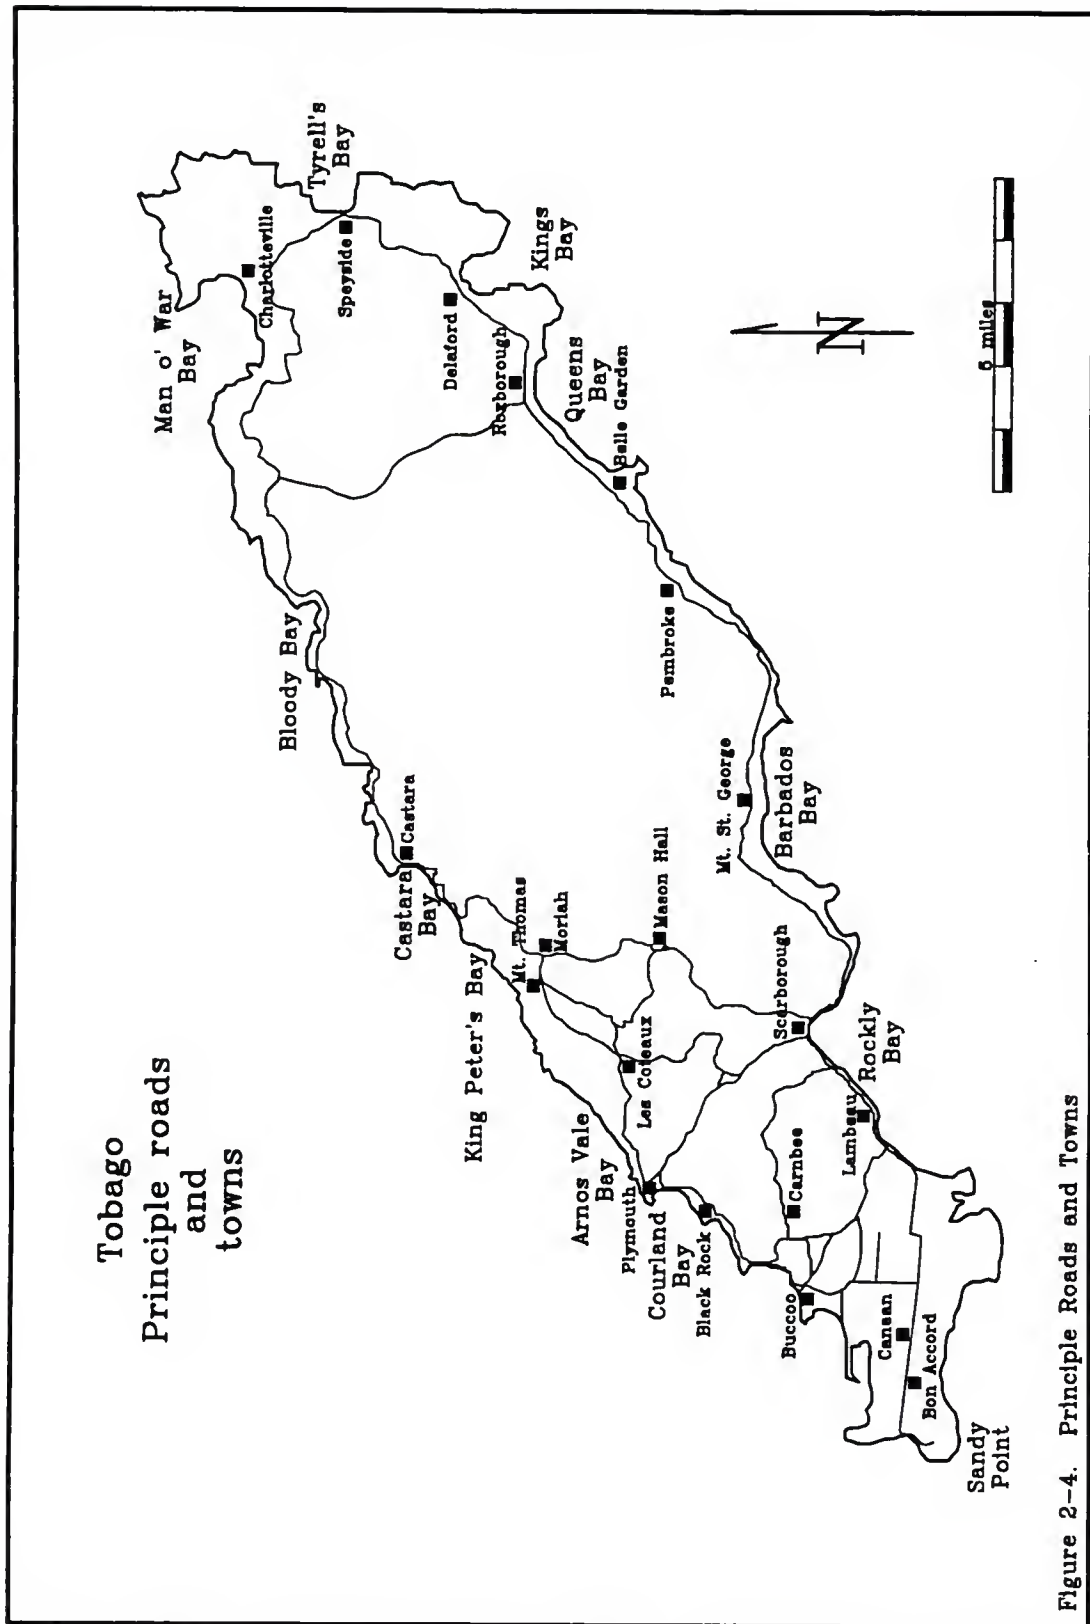 Tobago
Principle roads
and
towns
Man o' War
Bay
Charlotteville
Tyrell's
Bay
Speyside
Delaford
Kings
Bay
Roxborough
Queens
Bay
Belle Garden
Bloody Bay
Pembroke
Castara
Bay
Castara
King Peter's Bay
Mt. Thomas
Moriah
Mt. St. George
Barbados
Bay
Mason Hall
Arnos Vale
Bay
Les Coteaux
Scarborough
Rockly
Bay
Plymouth
Courland
Bay
Black Rock
Carnbee
Lambeau
Buccoo
Canaan
Bon Accord
Sandy
Point
N
5 miles
Figure 2-4. Principle Roads and Towns